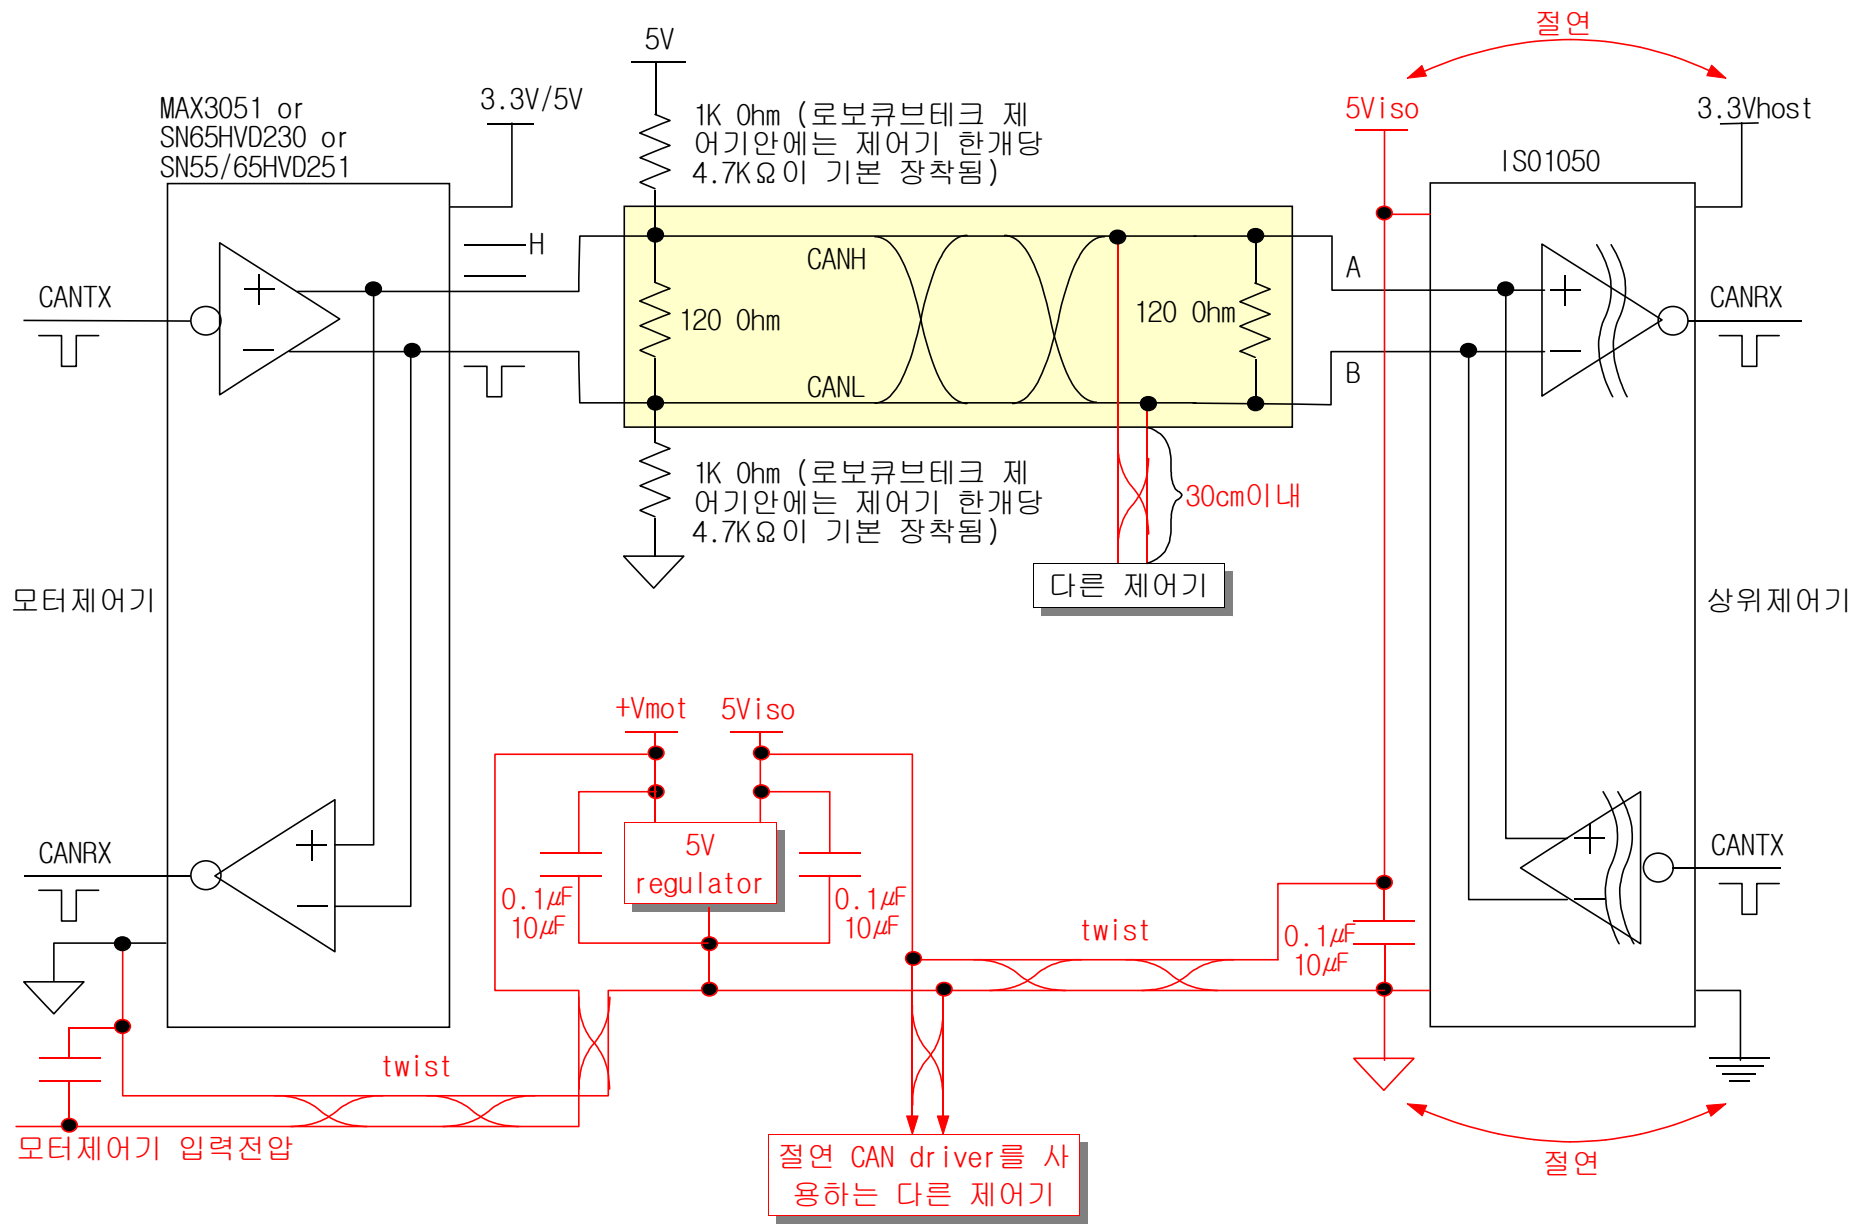 절연
5V
MAX3051 or
SN65HVD230 or
SN55/65HVD251
3.3V/5V
1K Ohm (로보큐브테크 제
어기안에는 제어기 한개당
4.7KΩ이 기본 장착됨)
5Viso
3.3Vhost
ISO1050
H
CANH
A
CANTX
120 Ohm
120 Ohm
CANRX
CANL
B
1K Ohm (로보큐브테크 제
어기안에는 제어기 한개당
4.7KΩ이 기본 장착됨)
30cm이내
다른 제어기
모터제어기
상위제어기
+Vmot
5Viso
5V
regulator
CANRX
CANTX
0.1㎌
10㎌
0.1㎌
10㎌
twist
0.1㎌
10㎌
twist
모터제어기 입력전압
절연 CAN driver를 사
용하는 다른 제어기
절연